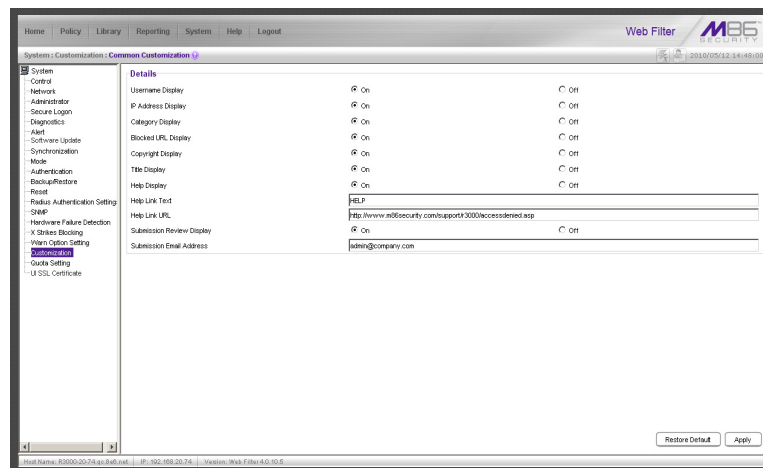 Home Policy Library Reporting System Help Logout
Web Filter M86 SECURITY
System : Customization : Common Customization
2010/05/12 14:48:00
System
Control
Network
Administrator
Secure Logon
Diagnostics
Alert
Software Update
Synchronization
Mode
Authentication
Backup/Restore
Reset
Radius Authentication Settings
SNMP
Hardware Failure Detection
X Strikes Blocking
Warn Option Setting
Customization
Quota Setting
UI SSL Certificate
Details
Username Display On Off
IP Address Display On Off
Category Display On Off
Blocked URL Display On Off
Copyright Display On Off
Title Display On Off
Help Display On Off
Help Link Text HELP
Help Link URL http://www.m86security.com/support/r3000/accessdenied.asp
Submission Review Display On Off
Submission Email Address admin@company.com
Restore Default Apply
Host Name: R3000-20-74.qc.8e6.net IP: 192.168.20.74 Version: Web Filter 4.0.10.5